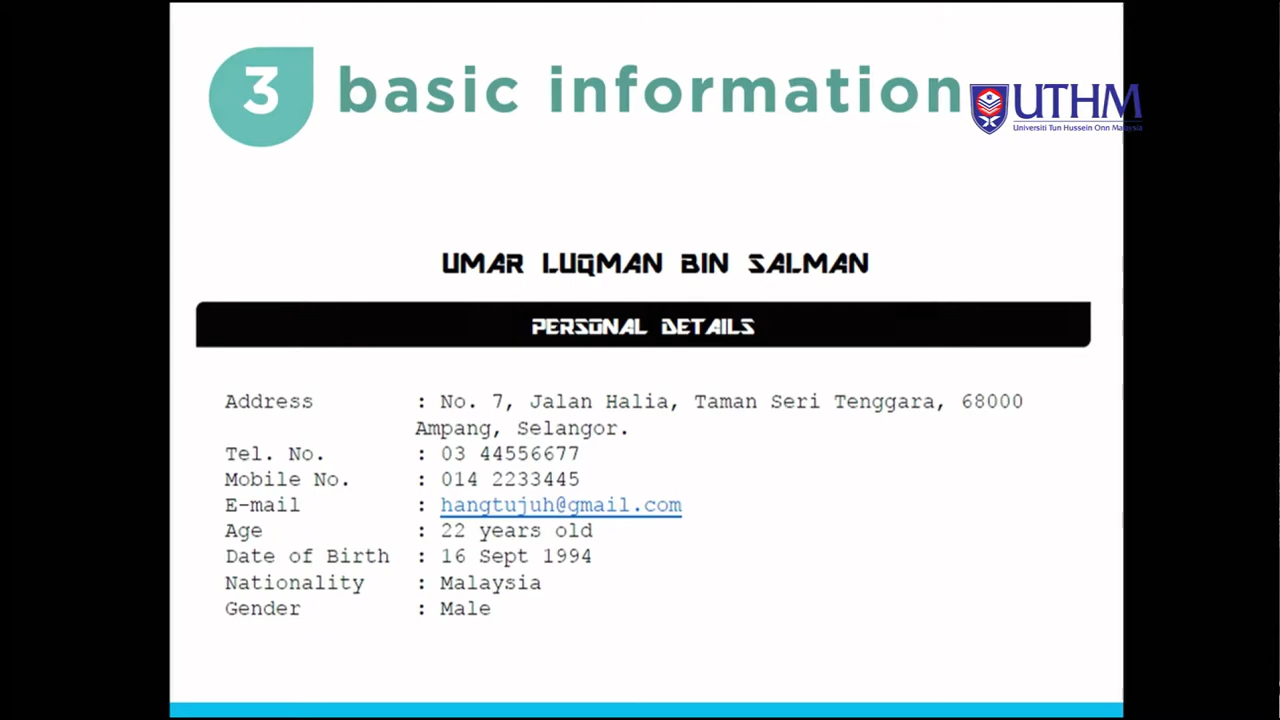 3 basic information
UTHM
Universiti Tun Hussein Onn Malaysia
UMAR LUQMAN BIN SALMAN
PERSONAL DETAILS
Address : No. 7, Jalan Halia, Taman Seri Tenggara, 68000
Ampang, Selangor.
Tel. No. : 03 44556677
Mobile No. : 014 2233445
E-mail : hangtujuh@gmail.com
Age : 22 years old
Date of Birth : 16 Sept 1994
Nationality : Malaysia
Gender : Male